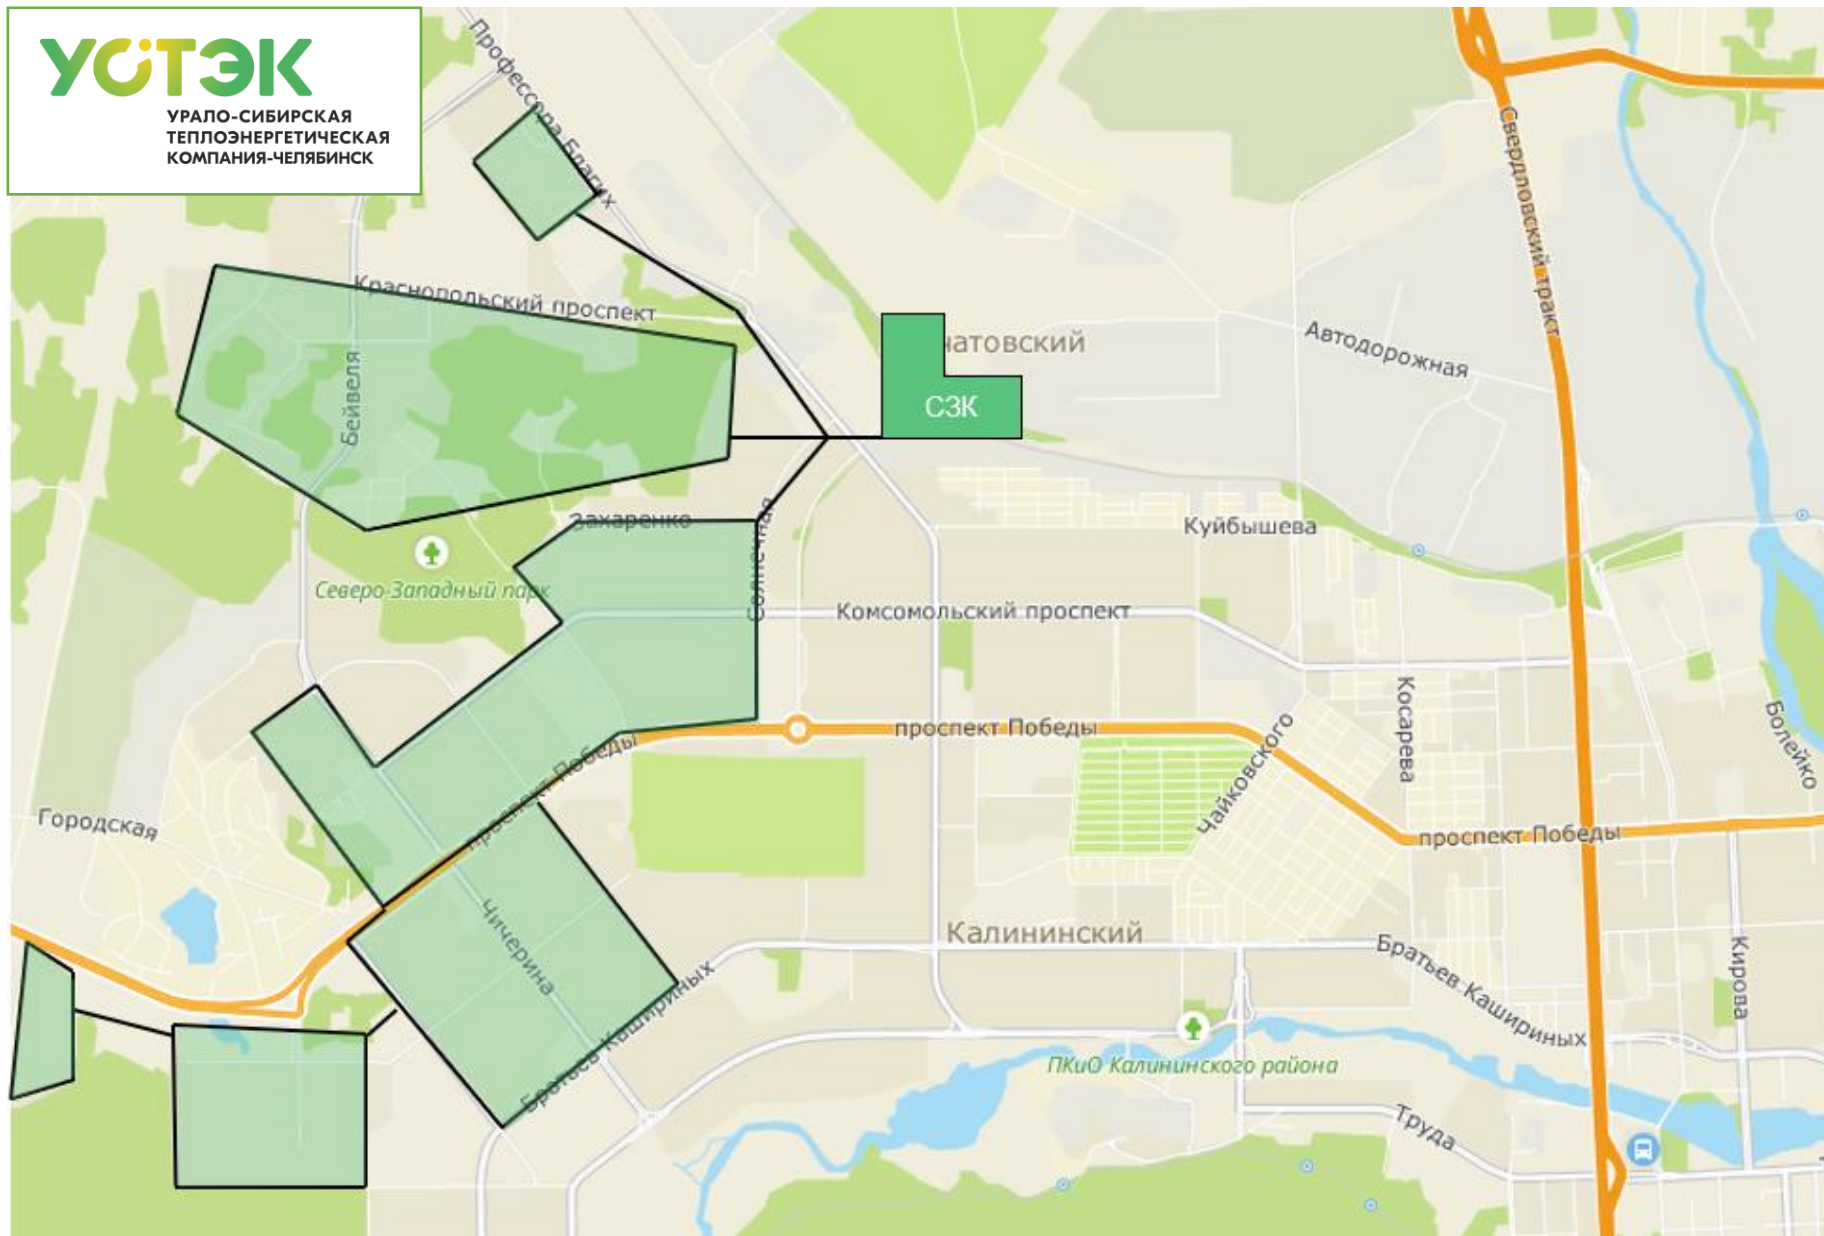 УСТЭК
УРАЛО-СИБИРСКАЯ
ТЕПЛОЭНЕРГЕТИЧЕСКАЯ
КОМПАНИЯ-ЧЕЛЯБИНСК
Профессора Благих
Свердловский тракт
Краснопольский проспект
Автодорожная
чатовский
Бейвеля
СЗК
Захаренко
Солнечная
Куйбышева
Северо-Западный парк
Комсомольский проспект
Косарева
Болейко
проспект Победы
проспект Победы
Чайковского
Городская
проспект Победы
Чичерина
Калининский
Братьев Кашириных
Кирова
Братьев Кашириных
ПКиО Калининского района
Труда